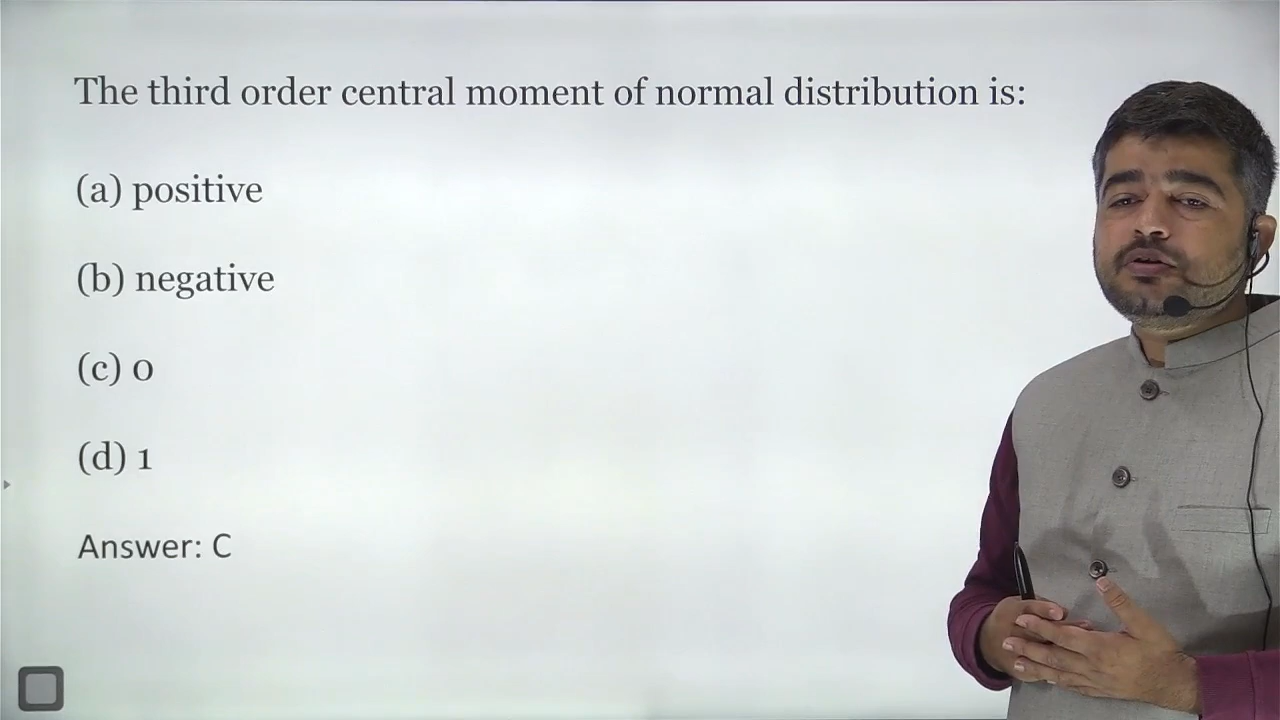 The third order central moment of normal distribution is:
(a) positive
(b) negative
(c) 0
(d) 1
Answer: C